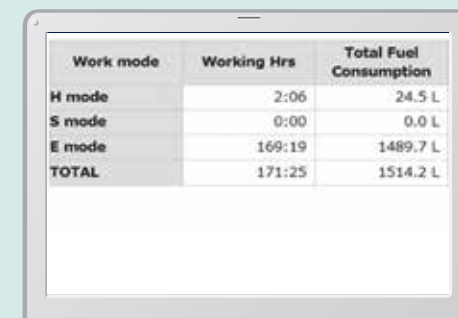 Work mode Working Hrs Total Fuel Consumption
H mode 2:06 24.5 L
S mode 0:00 0.0 L
E mode 169:19 1489.7 L
TOTAL 171:25 1514.2 L